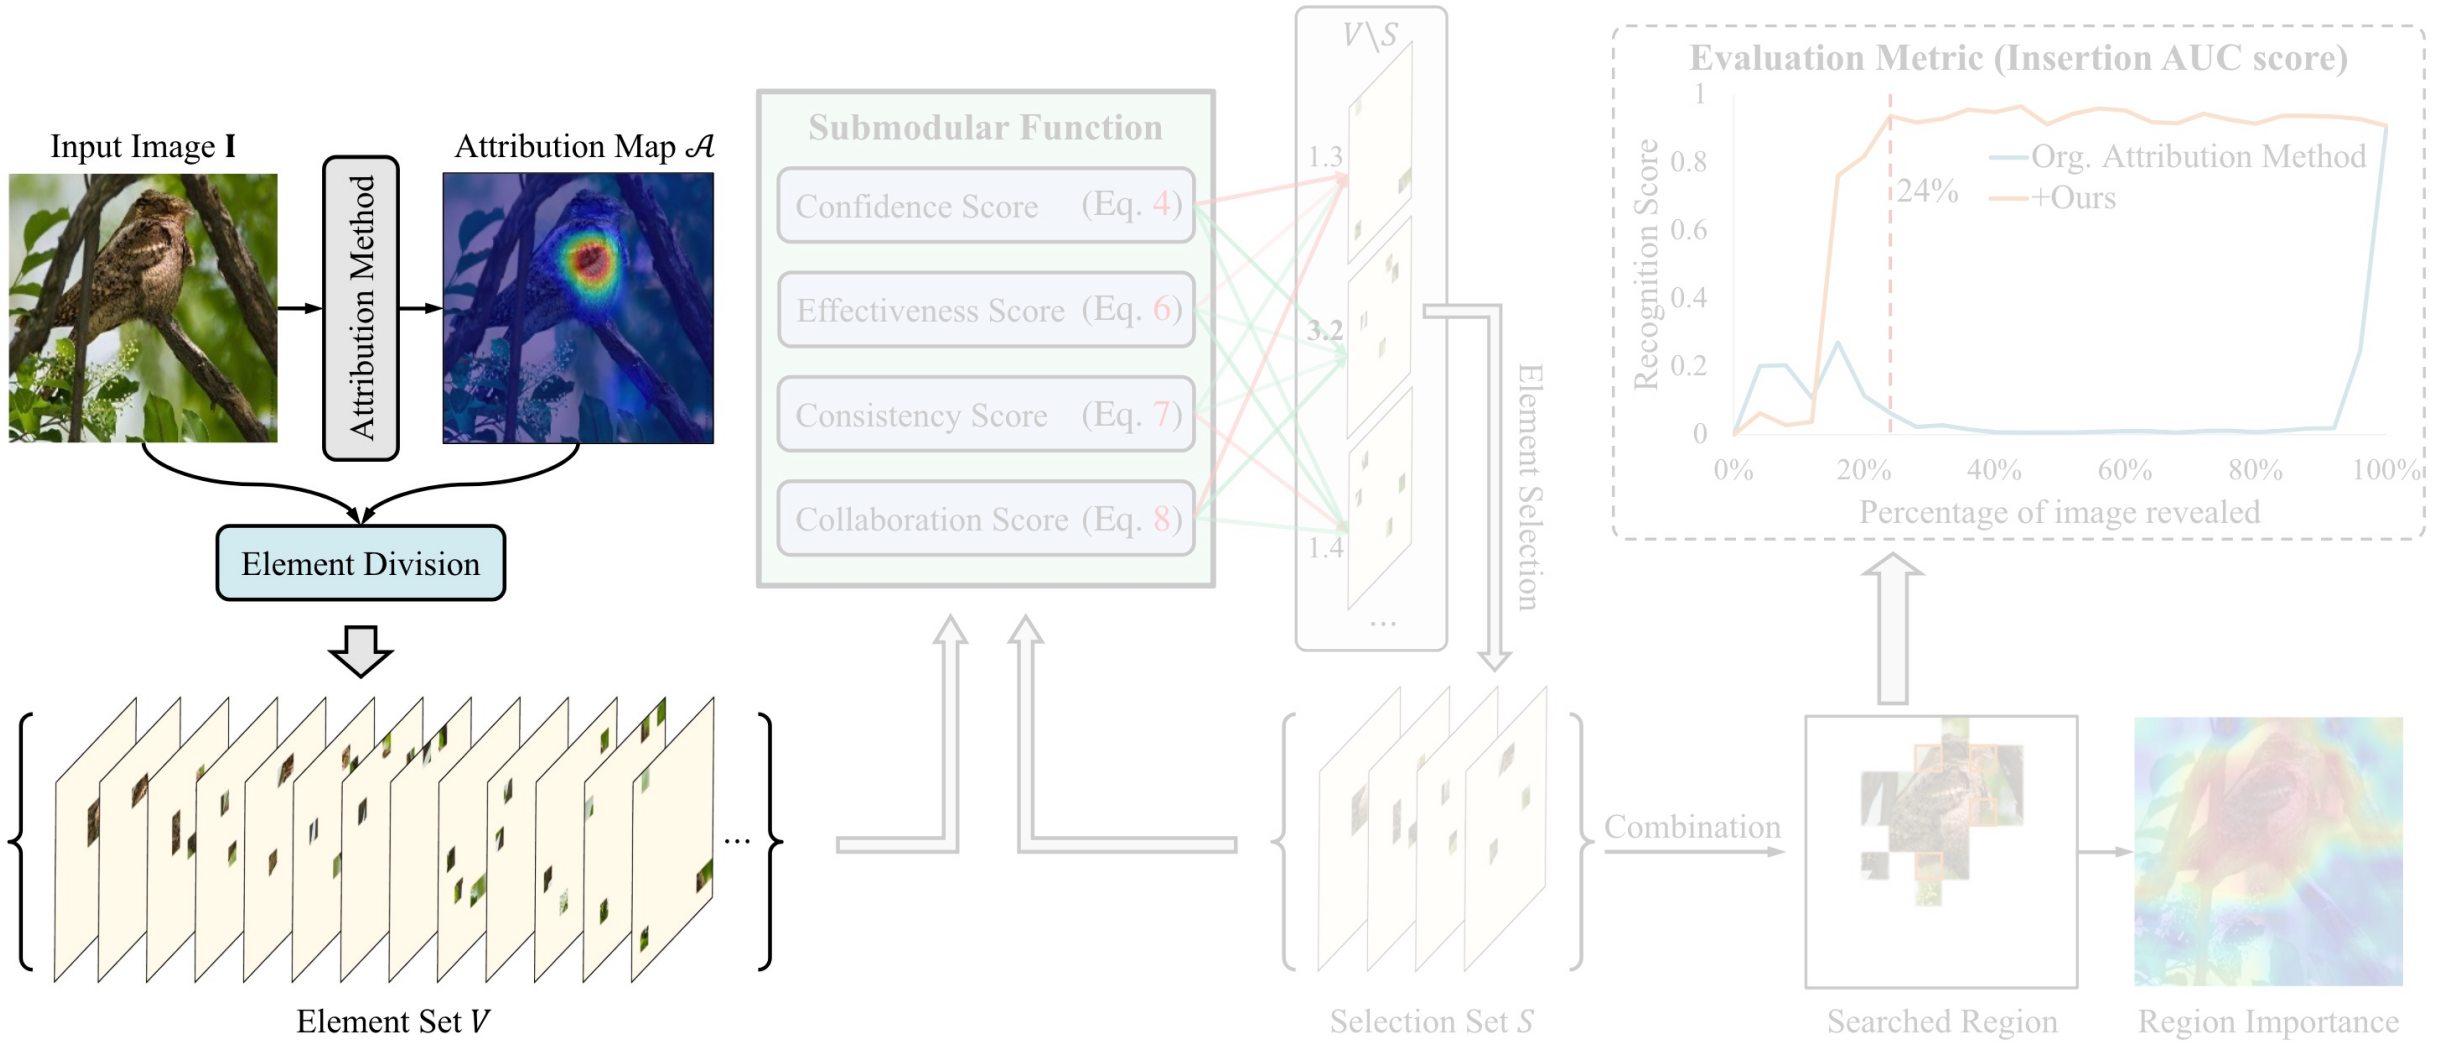 Input Image I
Attribution Method
Attribution Map 𝒜
Element Division
...
Element Set V
Submodular Function
Confidence Score (Eq. 4)
Effectiveness Score (Eq. 6)
Consistency Score (Eq. 7)
Collaboration Score (Eq. 8)
V\S
1.3
3.2
1.4
...
Element Selection
Selection Set S
Combination
Searched Region
Region Importance
Evaluation Metric (Insertion AUC score)
Recognition Score
1
0.8
0.6
0.4
0.2
0
Org. Attribution Method
+Ours
24%
0% 20% 40% 60% 80% 100%
Percentage of image revealed